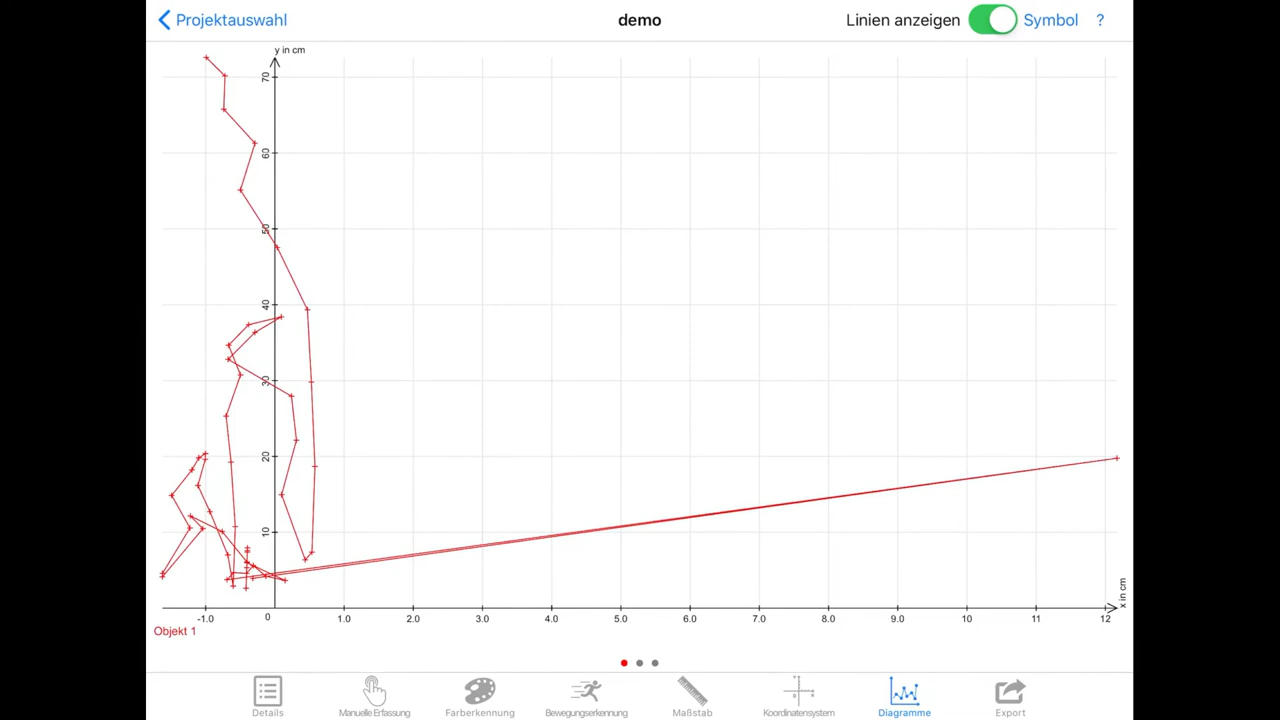 Projektauswahl
demo
Linien anzeigen
Symbol
?
y in cm
70
60
50
40
30
20
10
-1.0
0
1.0
2.0
3.0
4.0
5.0
6.0
7.0
8.0
9.0
10
11
12
x in cm
Objekt 1
Details
Manuelle Erfassung
Farberkennung
Bewegungserkennung
Maßstab
Koordinatensystem
Diagramme
Export